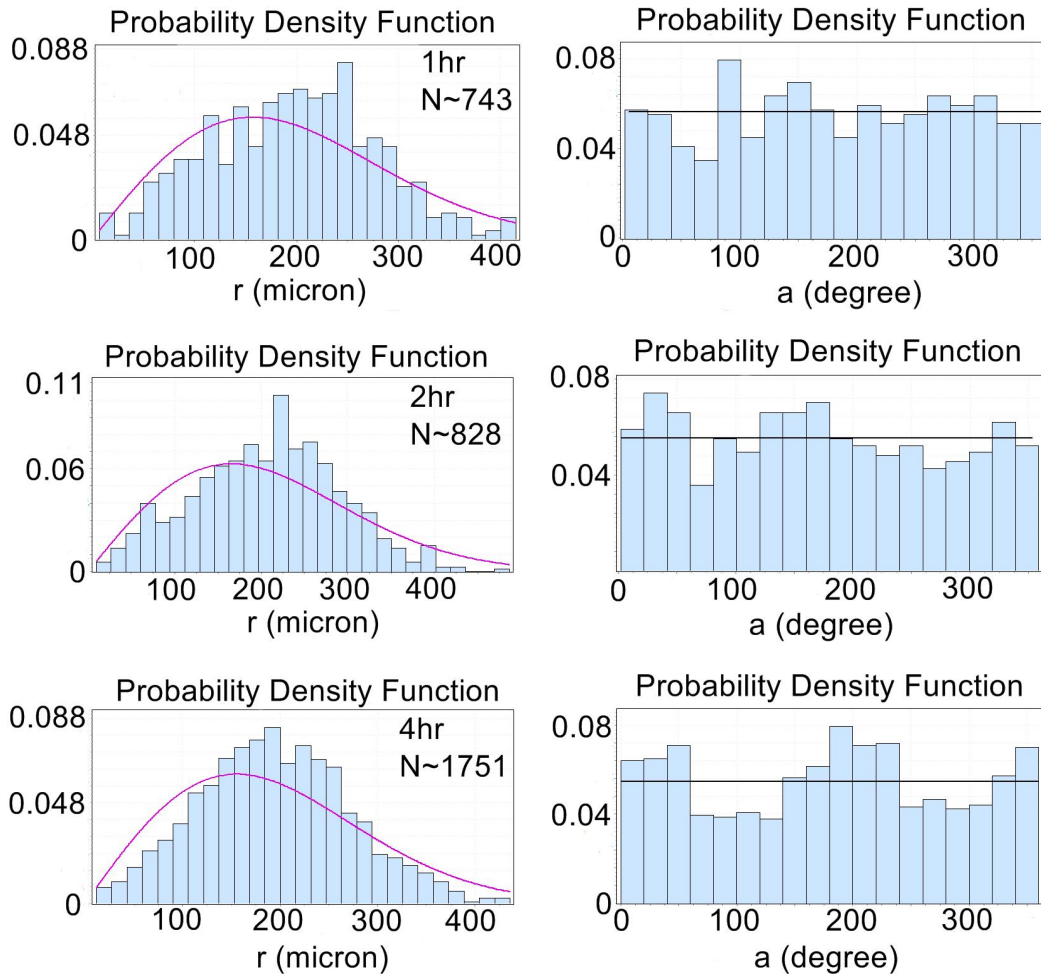 Probability Density Function
0.088
0.048
0
1hr
N~743
100 200 300 400
r (micron)
Probability Density Function
0.08
0.04
0
0 100 200 300
a (degree)
Probability Density Function
0.11
0.06
0
2hr
N~828
100 200 300 400
r (micron)
Probability Density Function
0.08
0.04
0 100 200 300
a (degree)
Probability Density Function
0.088
0.048
0
4hr
N~1751
100 200 300 400
r (micron)
Probability Density Function
0.08
0.04
0
0 100 200 300
a (degree)